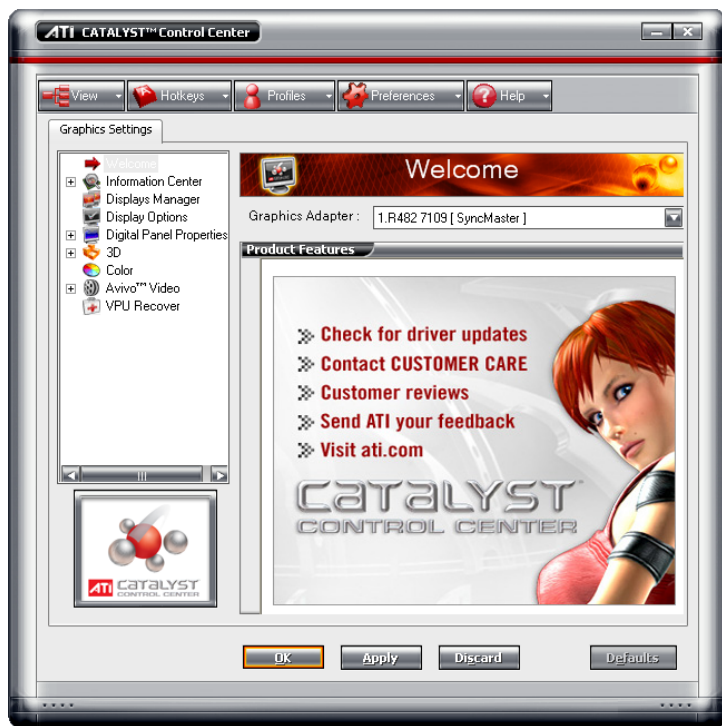 ATI CATALYST™ Control Center
View
Hotkeys
Profiles
Preferences
Help
Graphics Settings
Welcome
Information Center
Displays Manager
Display Options
Digital Panel Properties
3D
Color
Avivo™ Video
VPU Recover
ATI CATALYST
CONTROL CENTER
Welcome
Graphics Adapter :
1.R482 7109 [ SyncMaster ]
Product Features
Check for driver updates
Contact CUSTOMER CARE
Customer reviews
Send ATI your feedback
Visit ati.com
CATALYST
CONTROL CENTER
OK
Apply
Discard
Defaults